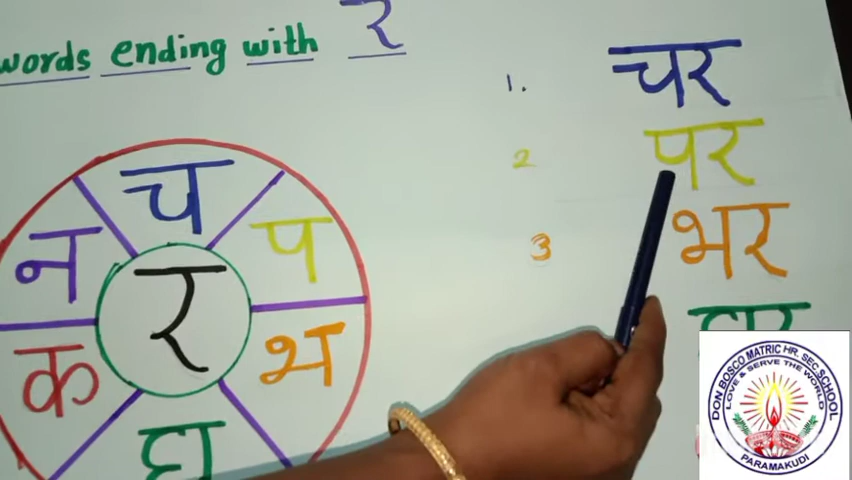 words ending with र
1. चर
2 पर
3 भर
च
प
भ
घ
क
न
र
DON BOSCO MATRIC HR. SEC SCHOOL
LOVE & SERVE THE WORLD
PARAMAKUDI